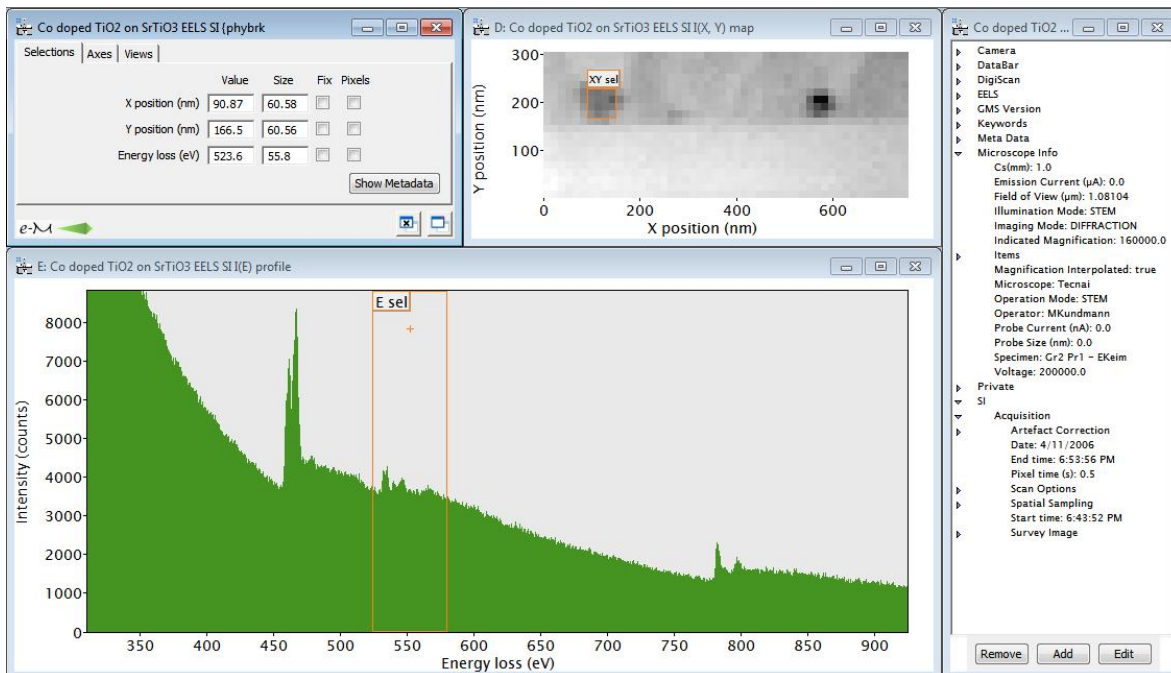 Co doped TiO2 on SrTiO3 EELS SI {phybrk
Selections Axes Views
Value Size Fix Pixels
X position (nm) 90.87 60.58
Y position (nm) 166.5 60.56
Energy loss (eV) 523.6 55.8
Show Metadata
e-M
D: Co doped TiO2 on SrTiO3 EELS SI I(X, Y) map
300
200
100
Y position (nm)
XY sel
0 200 400 600
X position (nm)
E: Co doped TiO2 on SrTiO3 EELS SI I(E) profile
E sel
8000
7000
6000
5000
4000
3000
2000
1000
0
Intensity (counts)
350 400 450 500 550 600 650 700 750 800 850 900
Energy loss (eV)
Co doped TiO2 ...
Camera
DataBar
DigiScan
EELS
GMS Version
Keywords
Meta Data
Microscope Info
Cs(mm): 1.0
Emission Current (µA): 0.0
Field of View (µm): 1.08104
Illumination Mode: STEM
Imaging Mode: DIFFRACTION
Indicated Magnification: 160000.0
Items
Magnification Interpolated: true
Microscope: Tecnai
Operation Mode: STEM
Operator: MKundmann
Probe Current (nA): 0.0
Probe Size (nm): 0.0
Specimen: Gr2 Pr1 - EKeim
Voltage: 200000.0
Private
SI
Acquisition
Artefact Correction
Date: 4/11/2006
End time: 6:53:56 PM
Pixel time (s): 0.5
Scan Options
Spatial Sampling
Start time: 6:43:52 PM
Survey Image
Remove Add Edit